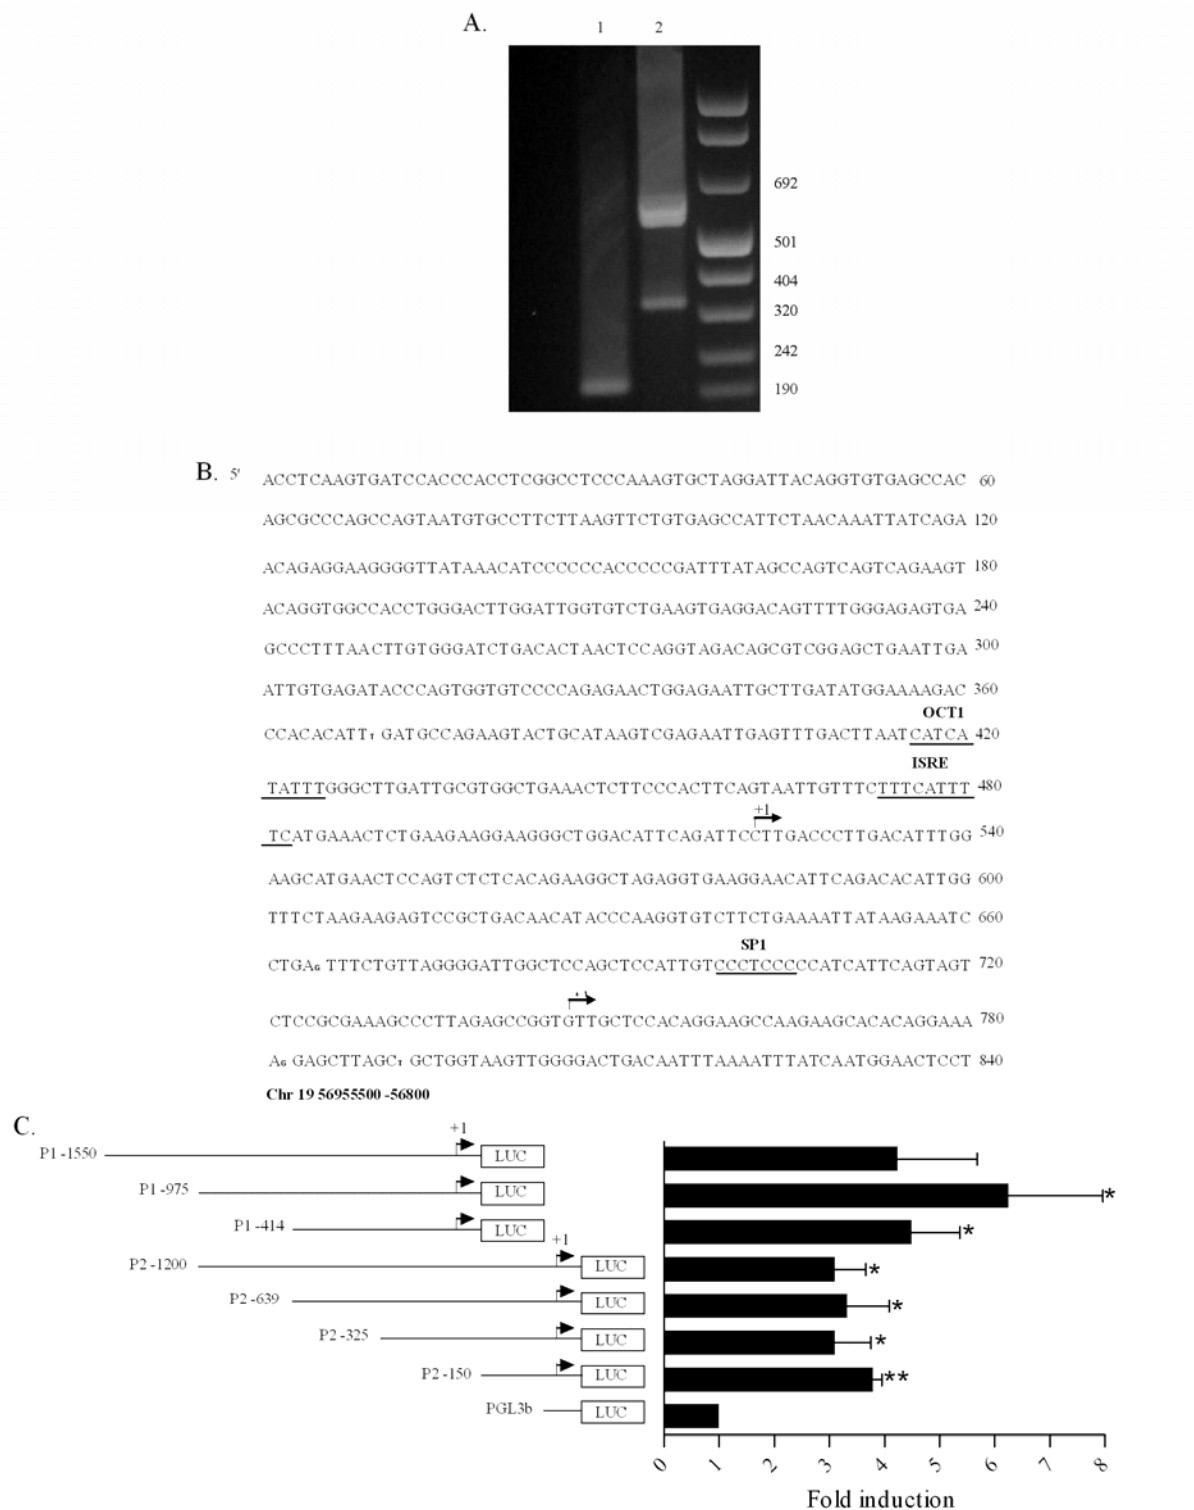 A.
1 2
692
501
404
320
242
190
B. 5' ACCTCAAGTGATCCACCCACCTCGGCCTCCCAAAGTGCTAGGATTACAGGTGTGAGCCAC 60
AGCGCCCAGCCAGTAATGTGCCTTCTTAAGTTCTGTGAGCCATTCTAACAAATTATCAGA 120
ACAGAGGAAGGGGTTATAAACATCCCCCCACCCCCGATTTATAGCCAGTCAGTCAGAAGT 180
ACAGGTGGCCACCTGGGACTTGGATTGGTGTCTGAAGTGAGGACAGTTTTGGGAGAGTGA 240
GCCCTTTAACTTGTGGGATCTGACACTAACTCCAGGTAGACAGCGTCGGAGCTGAATTGA 300
ATTGTGAGATACCCAGTGGTGTCCCCAGAGAACTGGAGAATTGCTTGATATGGAAAAGAC 360
OCT1
CCACACATTT GATGCCAGAAGTACTGCATAAGTCGAGAATTGAGTTTGACTTAATCATCA 420
ISRE
TATTTGGGCTTGATTGCGTGGCTGAAACTCTTCCCACTTCAGTAATTGTTTCTTTCATTT 480
+1
TCATGAAACTCTGAAGAAGGAAGGGCTGGACATTCAGATTCCTTGACCCTTGACATTTGG 540
AAGCATGAACTCCAGTCTCTCACAGAAGGCTAGAGGTGAAGGAACATTCAGACACATTGG 600
TTTCTAAGAAGAGTCCGCTGACAACATACCCAAGGTGTCTTCTGAAAATTATAAGAAATC 660
SP1
CTGAG TTTCTGTTAGGGGATTGGCTCCAGCTCCATTGTCCCTCCCCCATCATTCAGTAGT 720
CTCCGCGAAAGCCCTTAGAGCCGGTGTTGCTCCACAGGAAGCCAAGAAGCACACAGGAAA 780
AG GAGCTTAGCT GCTGGTAAGTTGGGGACTGACAATTTAAAATTTATCAATGGAACTCCT 840
Chr 19 56955500 -56800
C.
+1
P1 -1550 LUC
P1 -975 LUC *
P1 -414 LUC *
+1
P2 -1200 LUC *
P2 -639 LUC *
P2 -325 LUC *
P2 -150 LUC **
PGL3b LUC
0 1 2 3 4 5 6 7 8
Fold induction